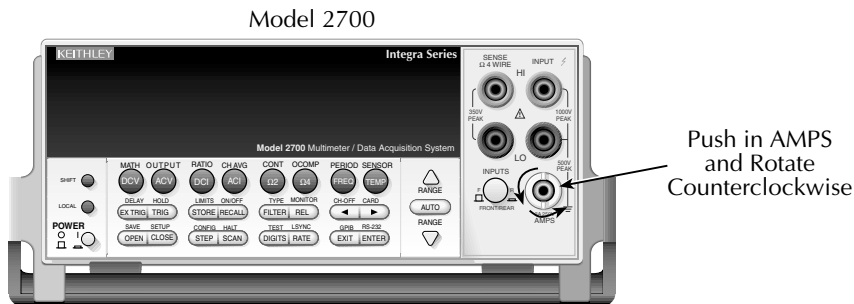 Model 2700
KEITHLEY
Integra Series
SENSE
Ω 4 WIRE
INPUT
HI
350V
PEAK
1000V
PEAK
Model 2700 Multimeter / Data Acquisition System
LO
500V
PEAK
MATH OUTPUT RATIO CH AVG CONT OCOMP PERIOD SENSOR
SHIFT DCV ACV DCI ACI Ω2 Ω4 FREQ TEMP
RANGE
INPUTS
DELAY HOLD LIMITS ON/OFF TYPE MONITOR CH-OFF CARD
LOCAL EX TRIG TRIG STORE RECALL FILTER REL
AUTO
F R
FRONT/REAR
AMPS
POWER
O I
SAVE SETUP CONFIG HALT TEST LSYNC GPIB RS-232
OPEN CLOSE STEP SCAN DIGITS RATE EXIT ENTER
RANGE
Push in AMPS
and Rotate
Counterclockwise